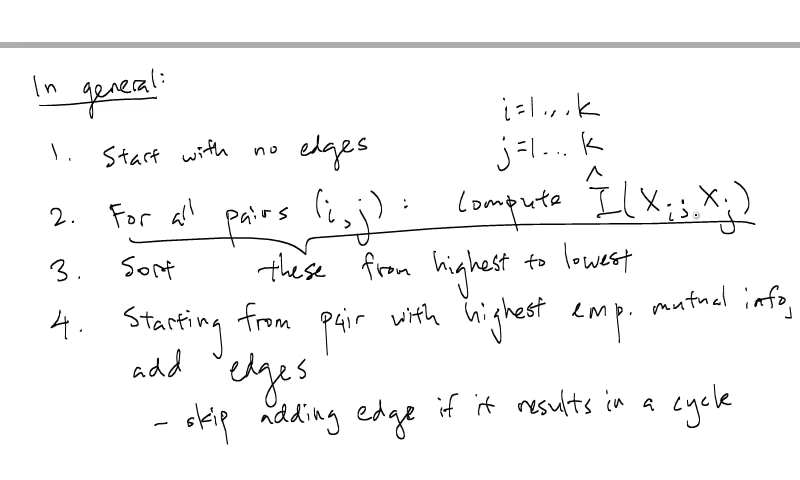 In general:
i=1...k
1. Start with no edges
j=1...k
2. For all pairs (i,j): Compute Î(X_i; X_j)
3. Sort these from highest to lowest
4. Starting from pair with highest emp. mutual info,
add edges
- skip adding edge if it results in a cycle